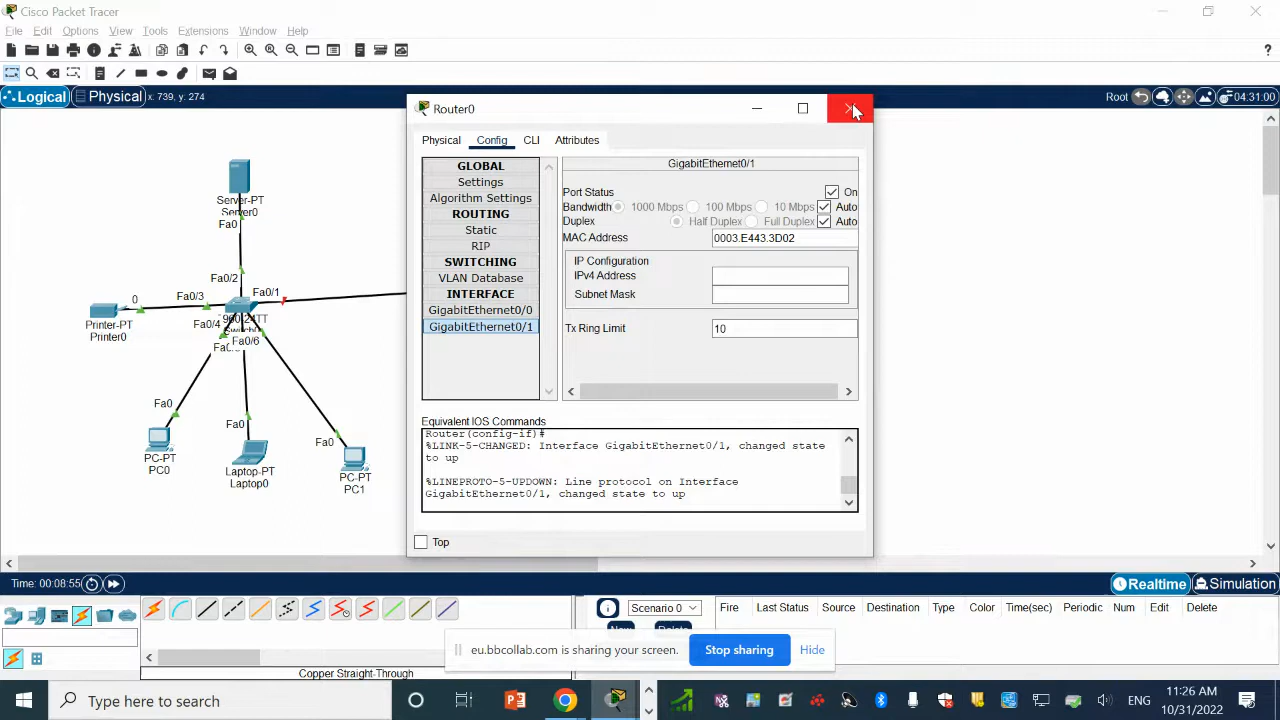 Cisco Packet Tracer
File Edit Options View Tools Extensions Window Help
?
Logical Physical x: 739, y: 274 Root 04:31:00
Router0
Physical Config CLI Attributes
GLOBAL
Settings
Algorithm Settings
ROUTING
Static
RIP
SWITCHING
VLAN Database
INTERFACE
GigabitEthernet0/0
GigabitEthernet0/1
GigabitEthernet0/1
Port Status On
Bandwidth 1000 Mbps 100 Mbps 10 Mbps Auto
Duplex Half Duplex Full Duplex Auto
MAC Address 0003.E443.3D02
IP Configuration
IPv4 Address
Subnet Mask
Tx Ring Limit 10
Equivalent IOS Commands
Router(config-if)#
%LINK-5-CHANGED: Interface GigabitEthernet0/1, changed state
to up
%LINEPROTO-5-UPDOWN: Line protocol on Interface
GigabitEthernet0/1, changed state to up
Top
Server-PT
Server0
Fa0
Fa0/2
Fa0/1
Fa0/3
0
Printer-PT
Printer0
Fa0/4
Fa0/6
Fa0
PC-PT
PC0
Fa0
Laptop-PT
Laptop0
Fa0
PC-PT
PC1
Time: 00:08:55
Realtime Simulation
Scenario 0
New Delete
Fire Last Status Source Destination Type Color Time(sec) Periodic Num Edit Delete
Copper Straight-Through
eu.bbcollab.com is sharing your screen. Stop sharing Hide
Type here to search
ENG
11:26 AM
10/31/2022